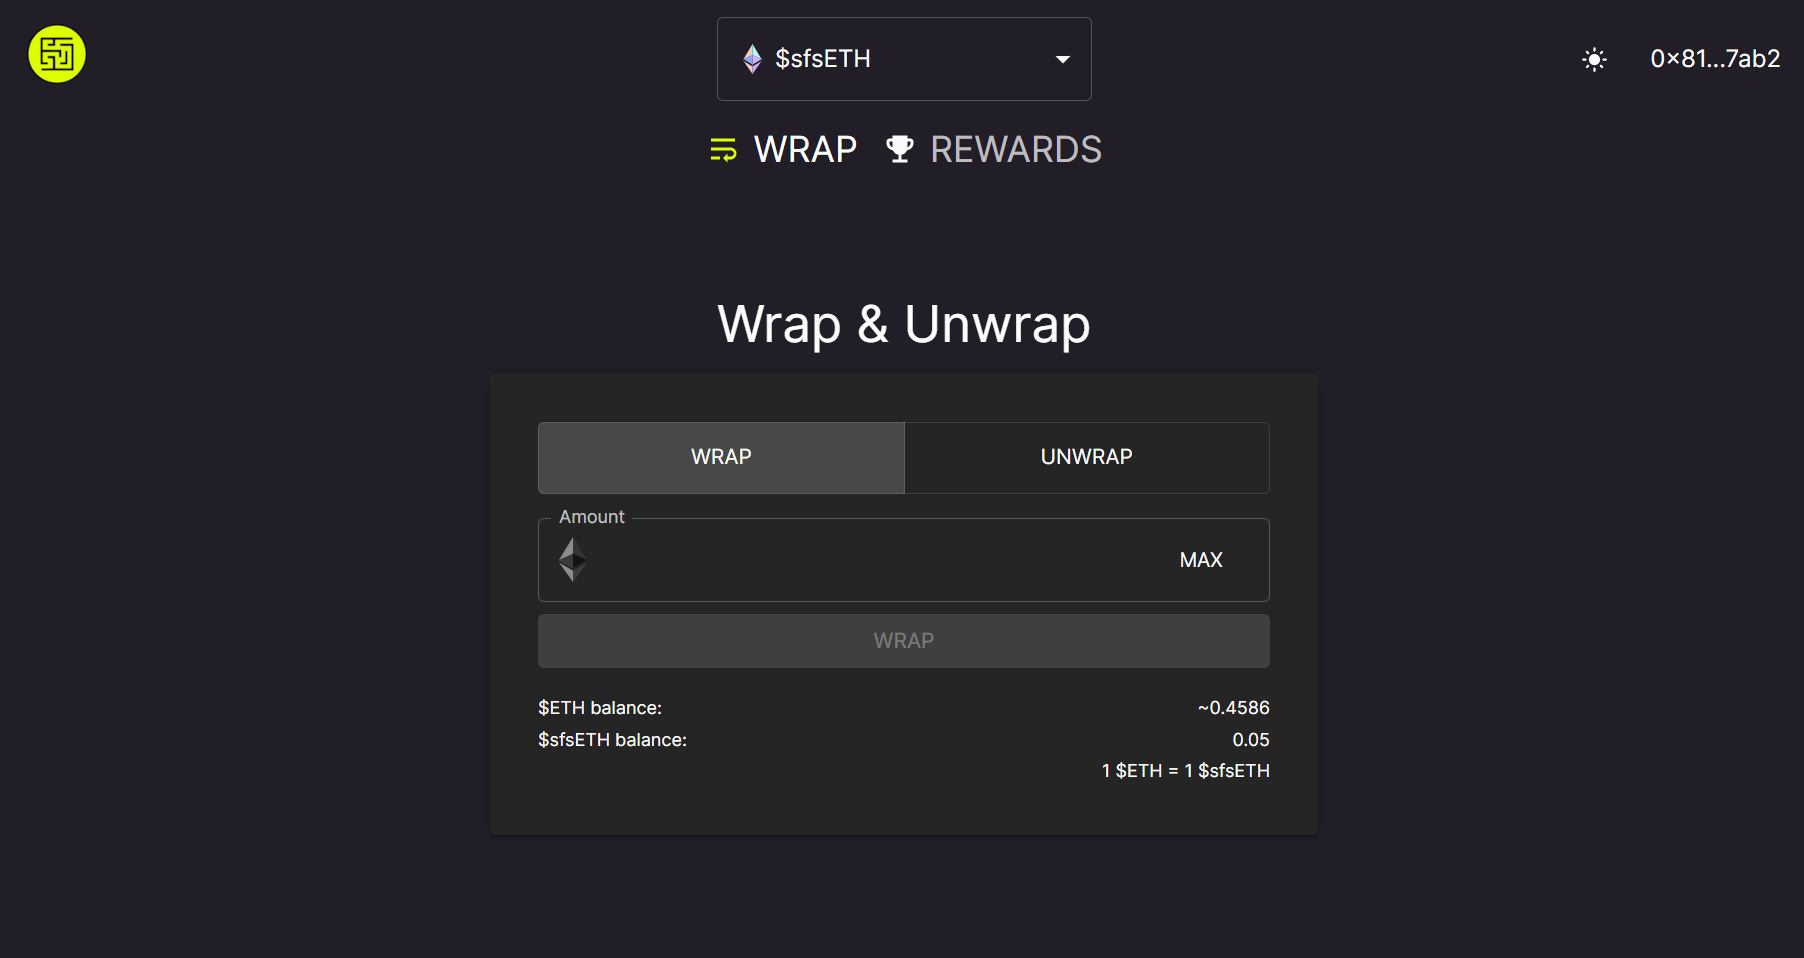 $sfsETH
0×81...7ab2
WRAP REWARDS
Wrap & Unwrap
WRAP UNWRAP
Amount
MAX
WRAP
$ETH balance: ~0.4586
$sfsETH balance: 0.05
1 $ETH = 1 $sfsETH